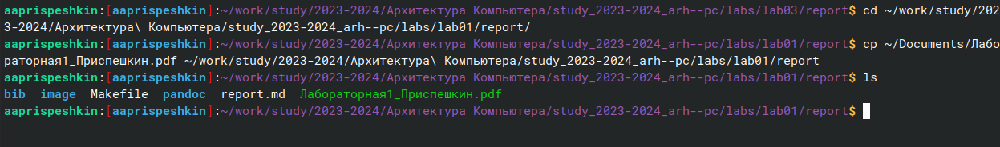 aaprispeshkin:[aaprispeshkin]:~/work/study/2023-2024/Архитектура Компьютера/study_2023-2024_arh--pc/labs/lab03/report$ cd ~/work/study/202
3-2024/Архитектура\ Компьютера/study_2023-2024_arh--pc/labs/lab01/report/
aaprispeshkin:[aaprispeshkin]:~/work/study/2023-2024/Архитектура Компьютера/study_2023-2024_arh--pc/labs/lab01/report$ cp ~/Documents/Лабо
раторная1_Приспешкин.pdf ~/work/study/2023-2024/Архитектура\ Компьютера/study_2023-2024_arh--pc/labs/lab01/report
aaprispeshkin:[aaprispeshkin]:~/work/study/2023-2024/Архитектура Компьютера/study_2023-2024_arh--pc/labs/lab01/report$ ls
bib  image  Makefile  pandoc  report.md  Лабораторная1_Приспешкин.pdf
aaprispeshkin:[aaprispeshkin]:~/work/study/2023-2024/Архитектура Компьютера/study_2023-2024_arh--pc/labs/lab01/report$